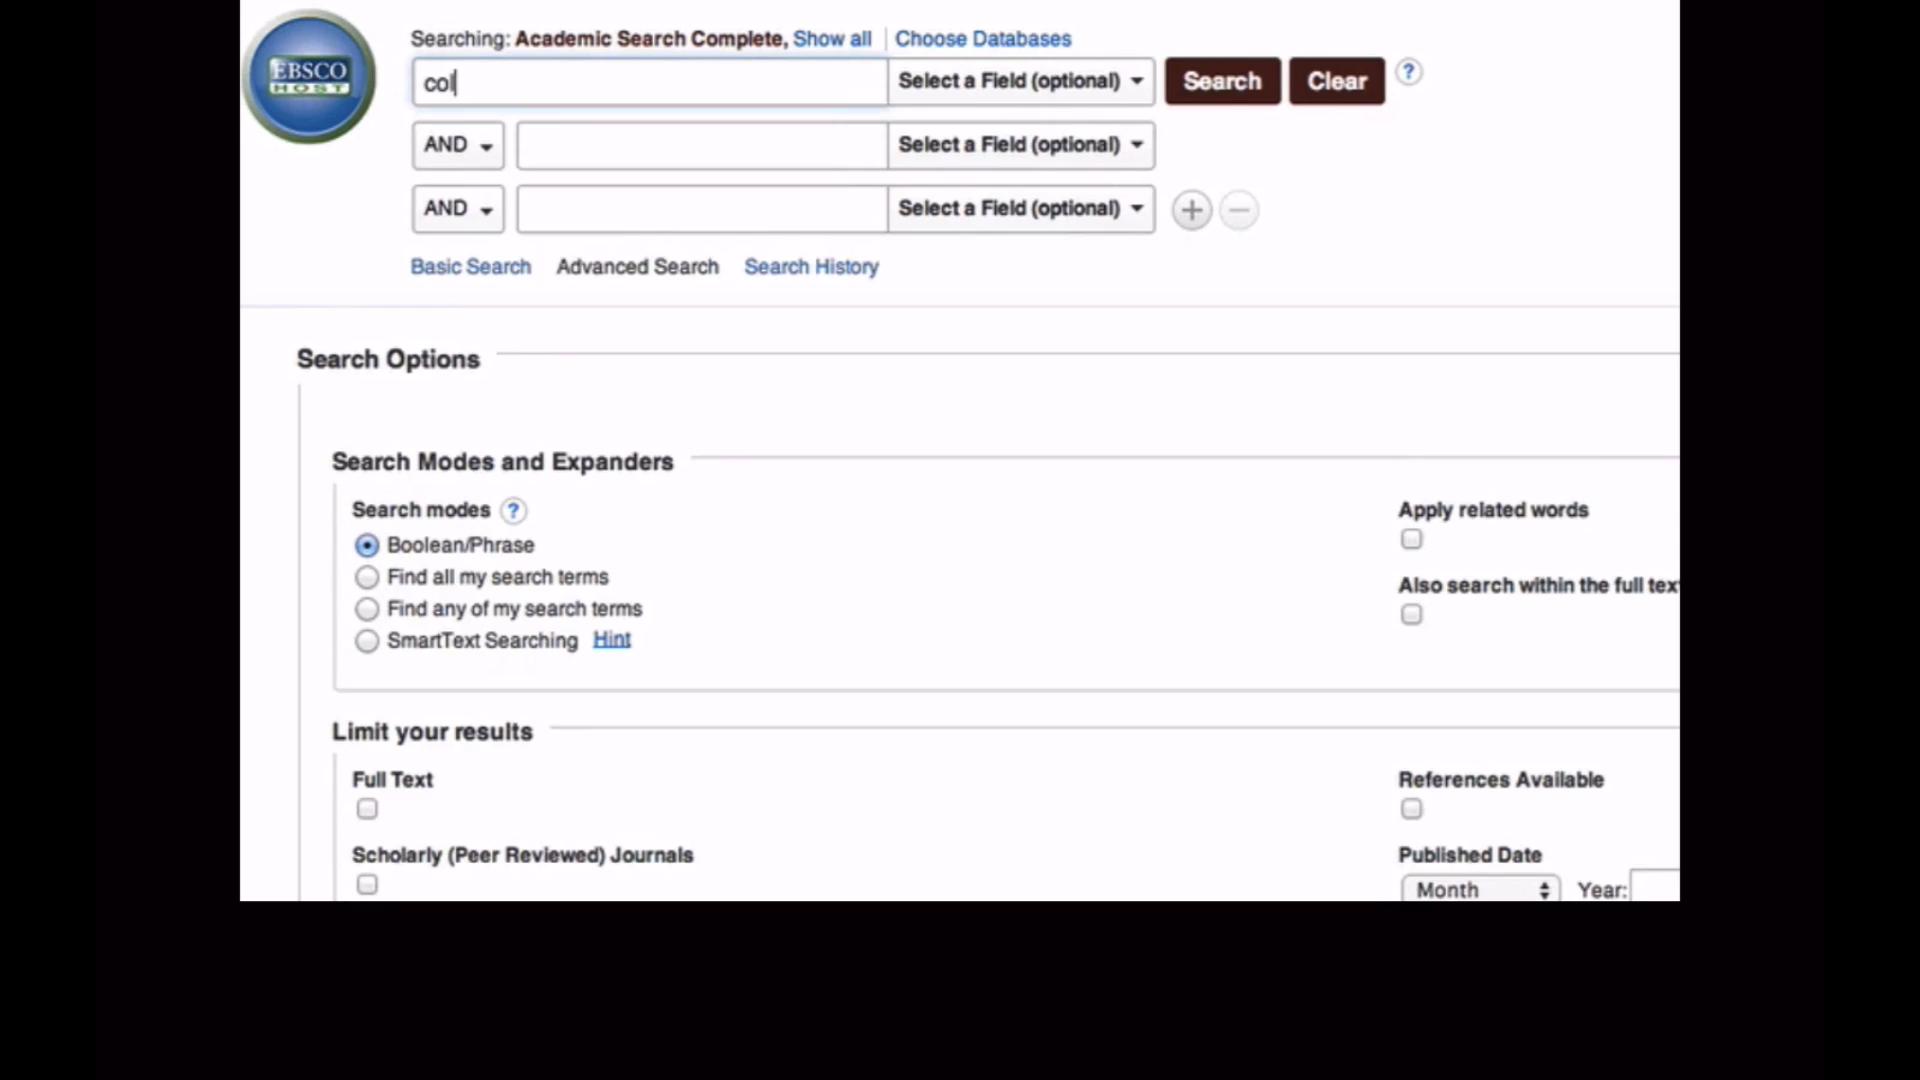 EBSCO
HOST
Searching: Academic Search Complete, Show all Choose Databases
col Select a Field (optional) Search Clear ?
AND Select a Field (optional)
AND Select a Field (optional)
Basic Search Advanced Search Search History
Search Options
Search Modes and Expanders
Search modes ?
Boolean/Phrase
Find all my search terms
Find any of my search terms
SmartText Searching Hint
Apply related words
Also search within the full tex
Limit your results
Full Text
References Available
Scholarly (Peer Reviewed) Journals
Published Date
Month Year: